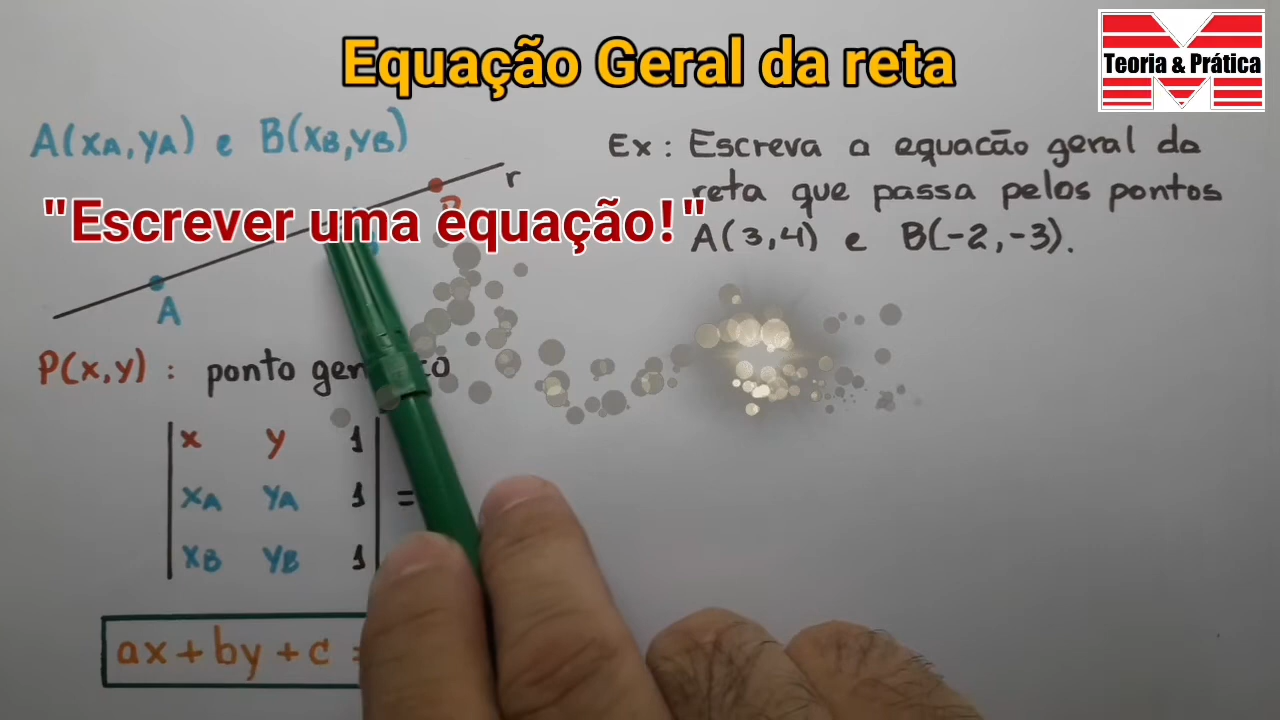 Equação Geral da reta
Teoria & Prática
A(xA,yA) e B(xB,yB)
r
"Escrever uma equação!"
A
P(x,y) : ponto
x y 1
xA yA 1 =
xB yB 1
ax + by + c =
Ex: Escreva a equacão geral da
reta que passa pelos pontos
A(3,4) e B(-2,-3).